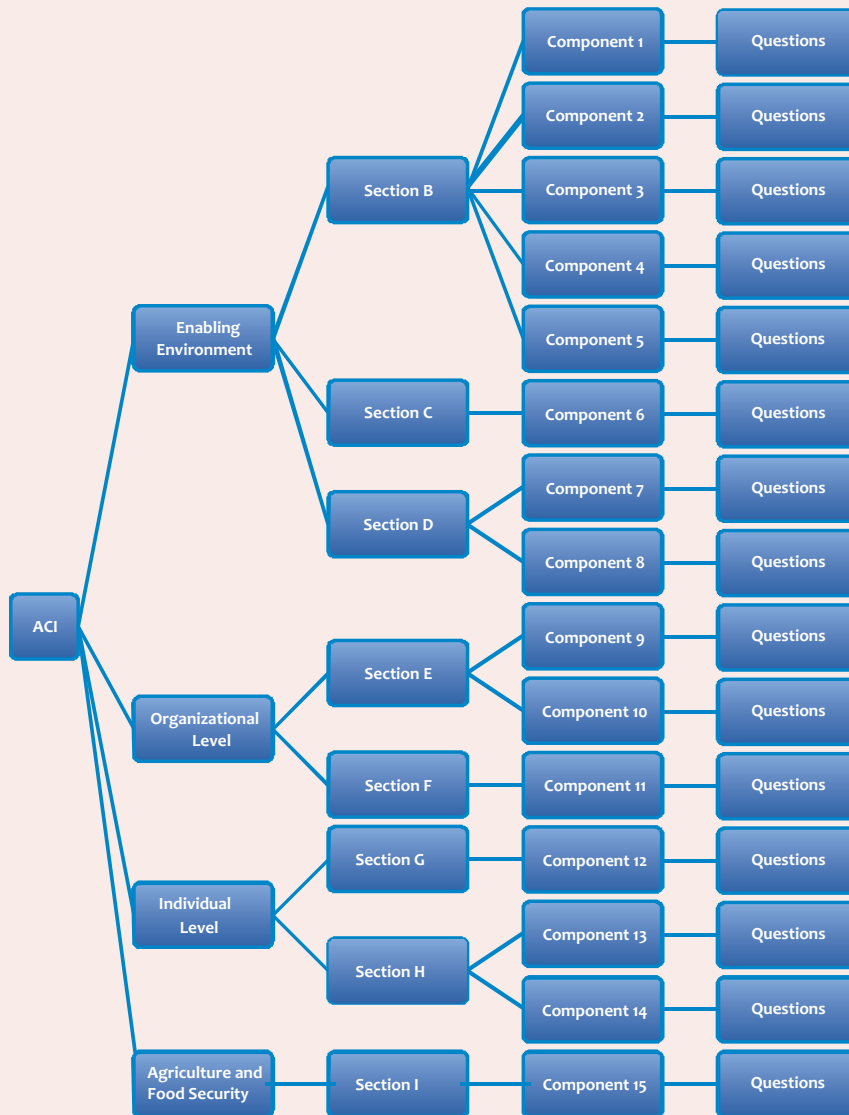 Component 1
Questions
Component 2
Questions
Section B
Component 3
Questions
Component 4
Questions
Enabling
Environment
Component 5
Questions
Section C
Component 6
Questions
Component 7
Questions
Section D
Component 8
Questions
ACI
Component 9
Questions
Section E
Organizational
Level
Component 10
Questions
Section F
Component 11
Questions
Section G
Component 12
Questions
Individual
Level
Component 13
Questions
Section H
Component 14
Questions
Agriculture and
Food Security
Section I
Component 15
Questions